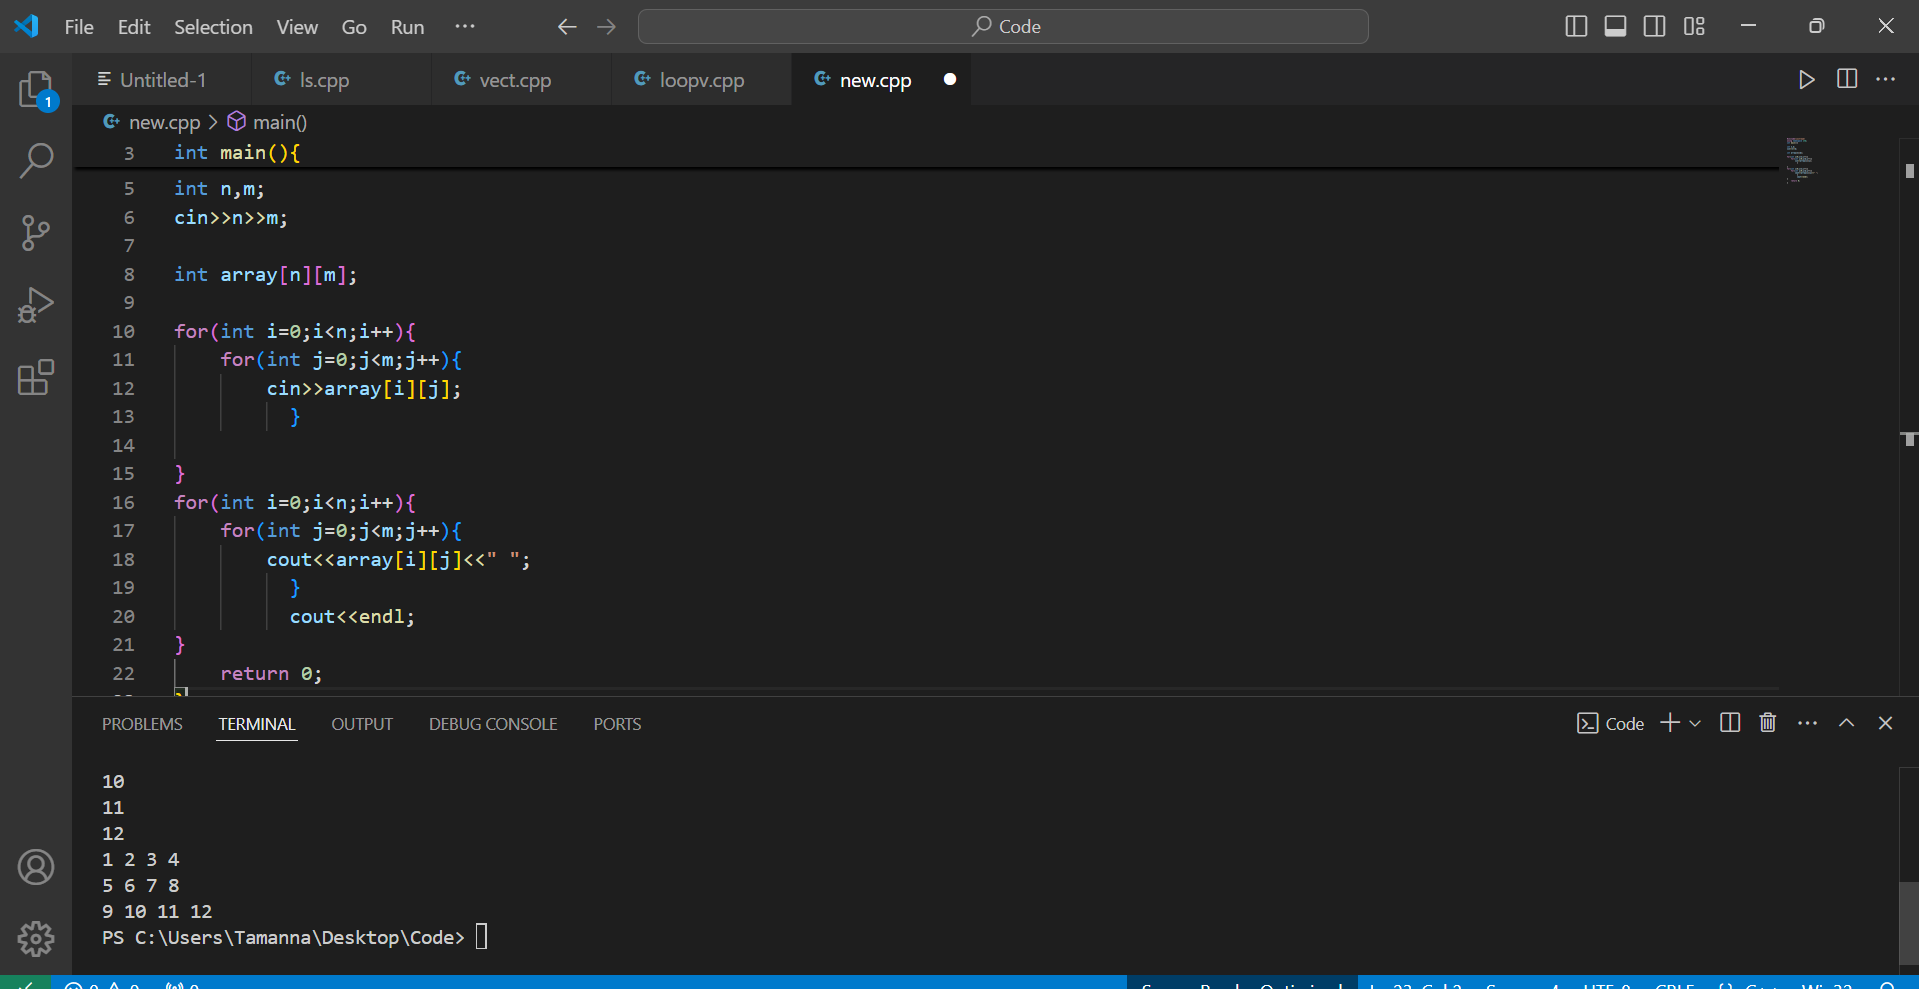 File Edit Selection View Go Run ··· Code
1
Untitled-1 ls.cpp vect.cpp loopv.cpp new.cpp
new.cpp > main()
3 int main(){
5 int n,m;
6 cin>>n>>m;
7
8 int array[n][m];
9
10 for(int i=0;i<n;i++){
11 for(int j=0;j<m;j++){
12 cin>>array[i][j];
13 }
14
15 }
16 for(int i=0;i<n;i++){
17 for(int j=0;j<m;j++){
18 cout<<array[i][j]<<" ";
19 }
20 cout<<endl;
21 }
22 return 0;
PROBLEMS TERMINAL OUTPUT DEBUG CONSOLE PORTS Code
10
11
12
1 2 3 4
5 6 7 8
9 10 11 12
PS C:\Users\Tamanna\Desktop\Code>